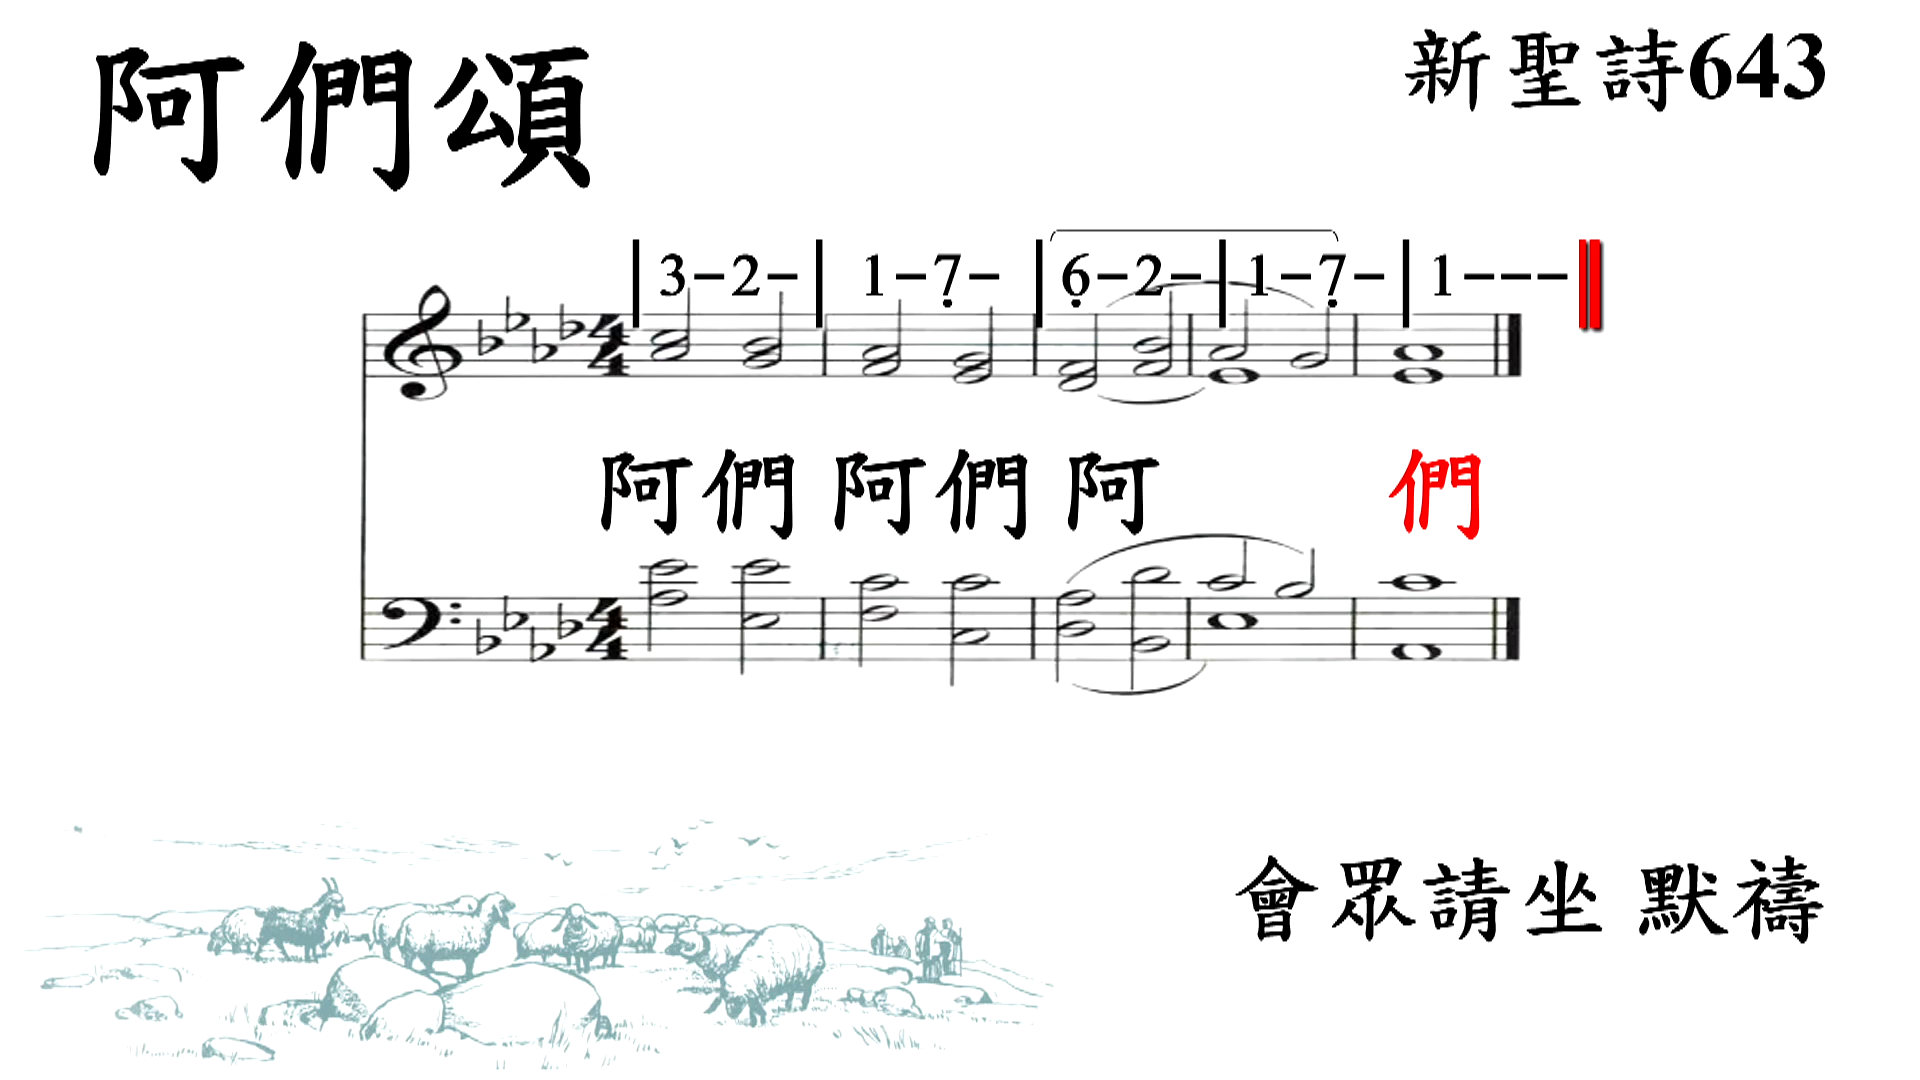 阿們頌
新聖詩643
|3-2-|1-7̣-|6̣-2-|1-7̣-|1---‖
阿們 阿們 阿 們
會眾請坐 默禱